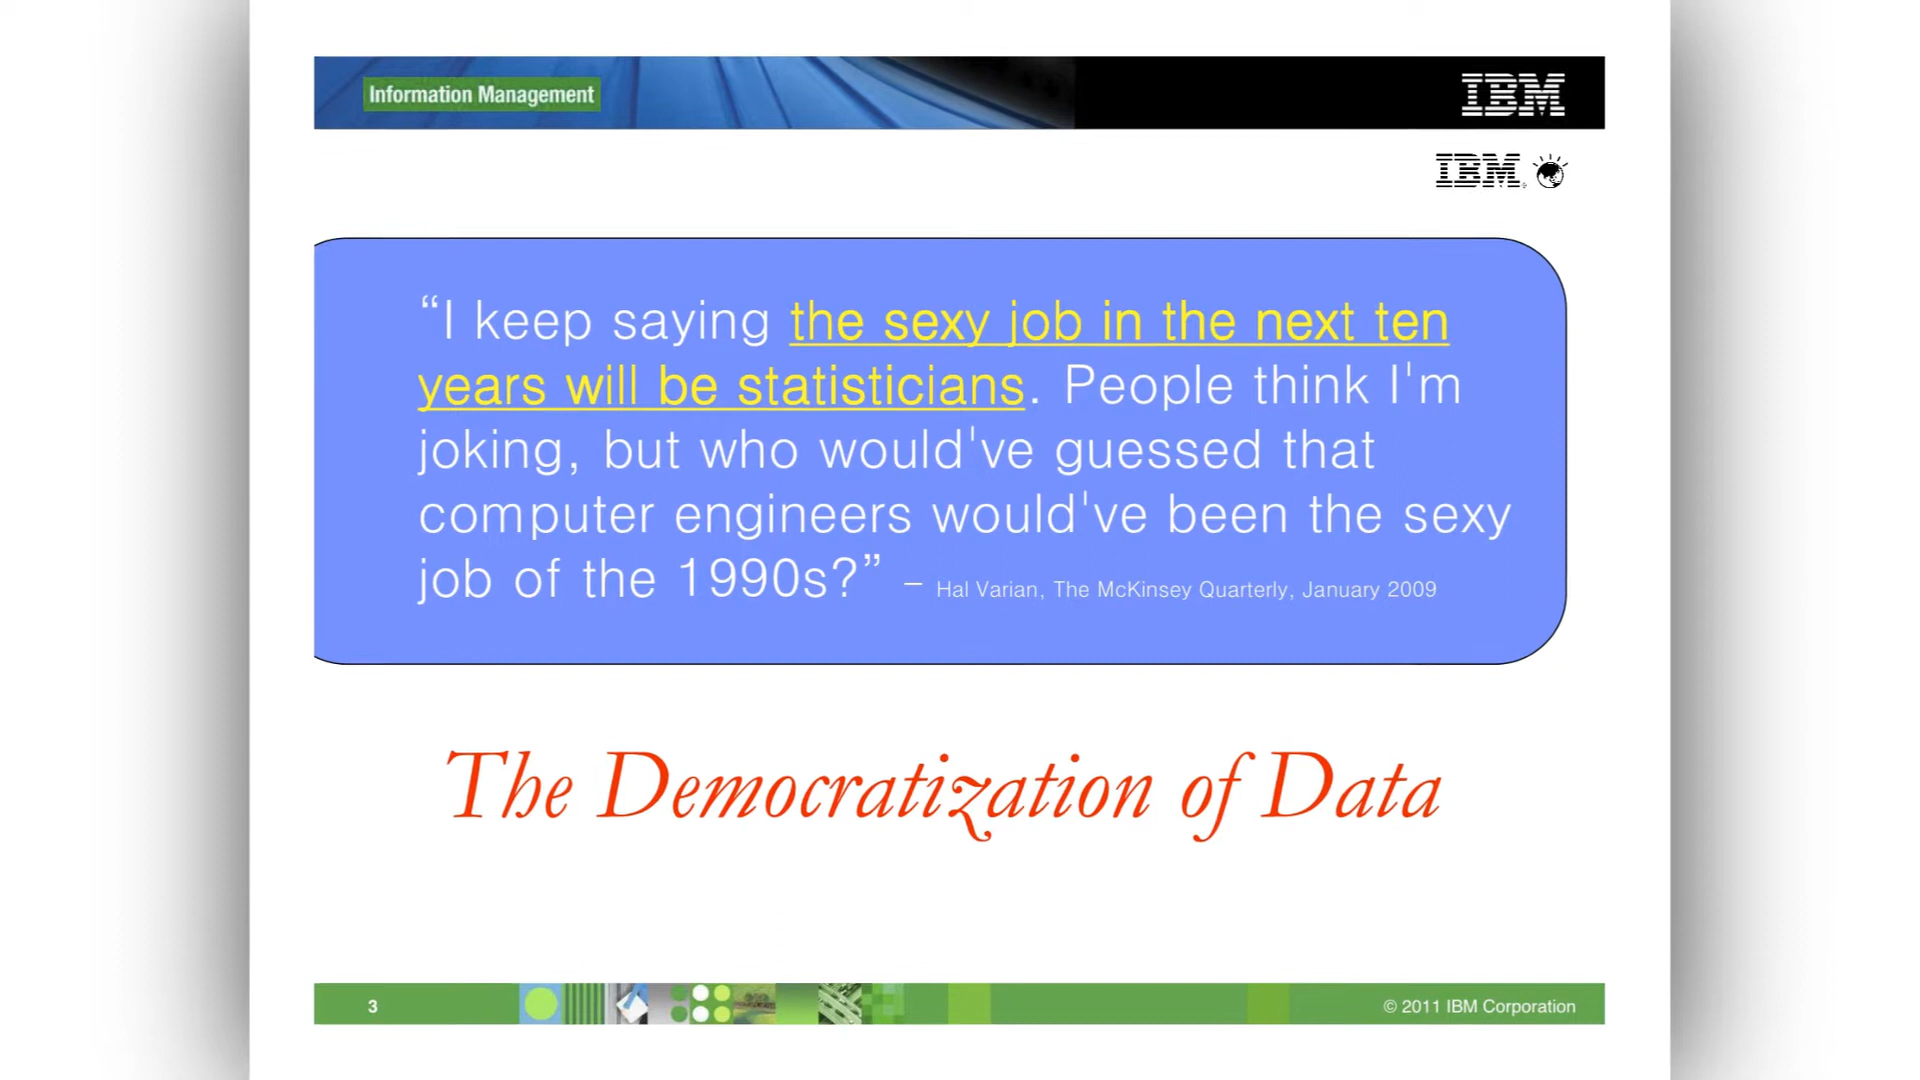 Information Management
IBM
IBM
“I keep saying the sexy job in the next ten
years will be statisticians. People think I'm
joking, but who would've guessed that
computer engineers would've been the sexy
job of the 1990s?” – Hal Varian, The McKinsey Quarterly, January 2009
The Democratization of Data
3
© 2011 IBM Corporation